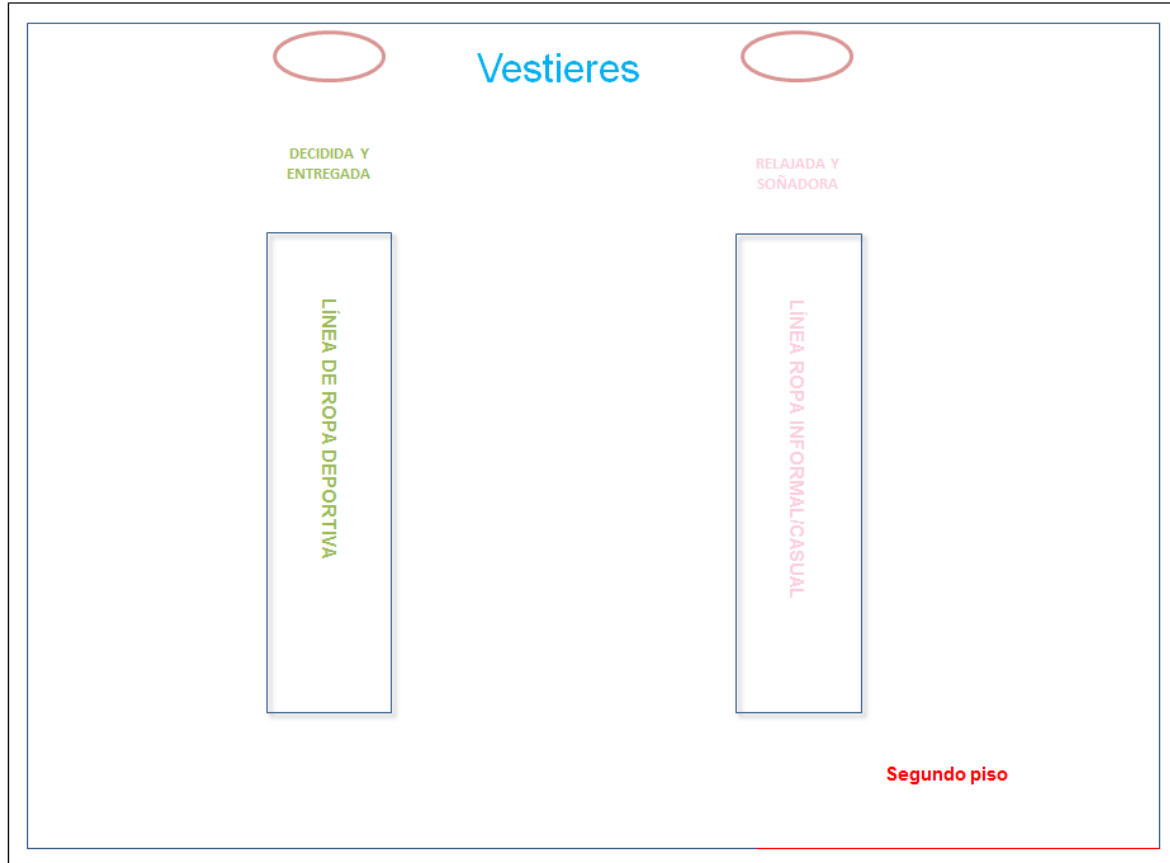 Vestieres
DECIDIDA Y
ENTREGADA
RELAJADA Y
SOÑADORA
LÍNEA DE ROPA DEPORTIVA
LÍNEA ROPA INFORMAL/CASUAL
Segundo piso